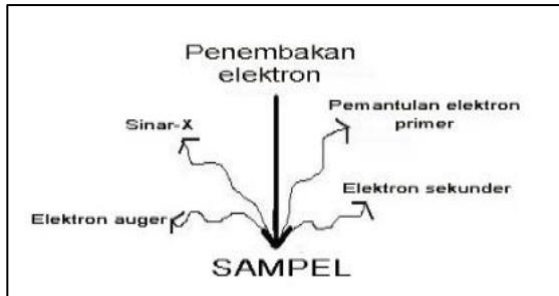 Penembakan
elektron
Sinar-X
Pemantulan elektron
primer
Elektron auger
Elektron sekunder
SAMPEL